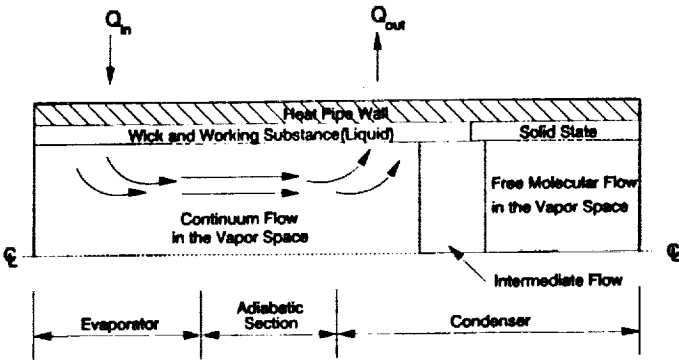 Q_in
Q_out
Heat Pipe Wall
Wick and Working Substance(Liquid)
Solid State
Free Molecular Flow
in the Vapor Space
Continuum Flow
in the Vapor Space
℄
℄
Intermediate Flow
Evaporator
Adiabatic
Section
Condenser